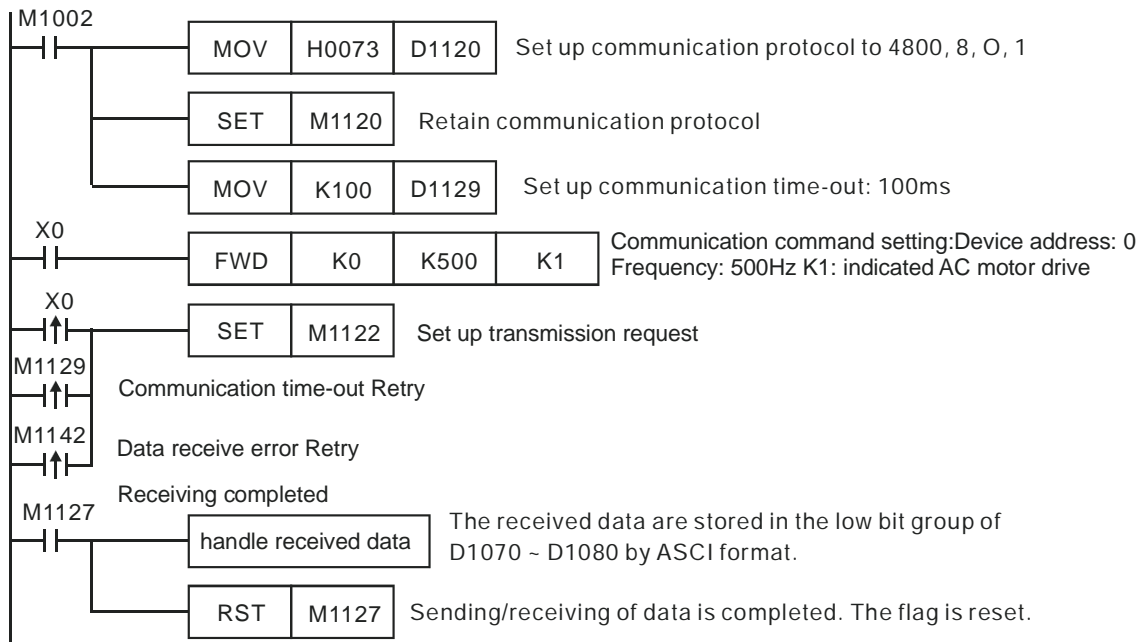 M1002
MOV H0073 D1120 Set up communication protocol to 4800, 8, O, 1
SET M1120 Retain communication protocol
MOV K100 D1129 Set up communication time-out: 100ms
X0
FWD K0 K500 K1 Communication command setting:Device address: 0
Frequency: 500Hz K1: indicated AC motor drive
X0
SET M1122 Set up transmission request
M1129
Communication time-out Retry
M1142
Data receive error Retry
Receiving completed
M1127
handle received data The received data are stored in the low bit group of
D1070 ~ D1080 by ASCI format.
RST M1127 Sending/receiving of data is completed. The flag is reset.